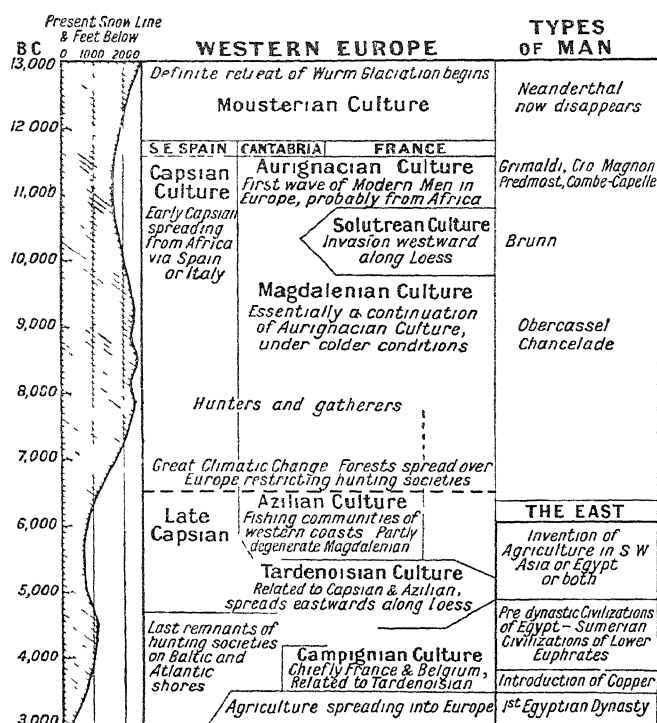 Present Snow Line
& Feet Below
BC 0 1000 2000
WESTERN EUROPE
TYPES
OF MAN
13,000
12 000
11,000
10,000
9,000
8,000
7,000
6,000
5,000
4,000
3,000
Definite retreat of Wurm Glaciation begins
Mousterian Culture
Neanderthal
now disappears
S E SPAIN
CANTABRIA
FRANCE
Capsian
Culture
Early Capsian
spreading
from Africa
via Spain
or Italy
Aurignacian Culture
First wave of Modern Men in
Europe, probably from Africa
Grimaldi, Cro Magnon
Predmost, Combe-Capelle
Solutrean Culture
Invasion westward
along Loess
Brunn
Magdalenian Culture
Essentially a continuation
of Aurignacian Culture,
under colder conditions
Obercassel
Chancelade
Hunters and gatherers
Great Climatic Change Forests spread over
Europe restricting hunting societies
Late
Capsian
Azilian Culture
Fishing communities of
western coasts Partly
degenerate Magdalenian
THE EAST
Invention of
Agriculture in S W
Asia or Egypt
or both
Tardenoisian Culture
Related to Capsian & Azilian,
spreads eastwards along loess
Pre dynastic Civilizations
of Egypt – Sumerian
Civilizations of Lower
Euphrates
Last remnants of
hunting societies
on Baltic and
Atlantic
shores
Campignian Culture
Chiefly France & Belgium,
Related to Tardenoisian
Introduction of Copper
Agriculture spreading into Europe
1st Egyptian Dynasty